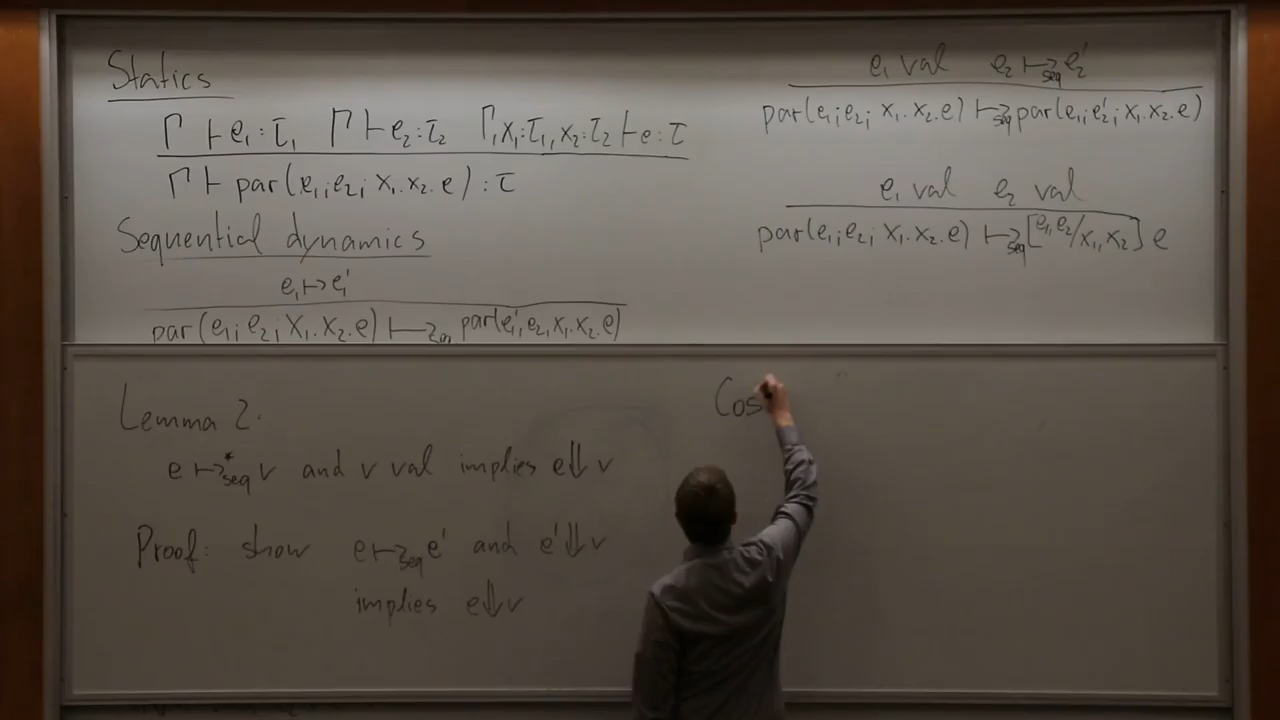 Statics
Γ ⊢ e₁ : τ₁ Γ ⊢ e₂ : τ₂ Γ, x₁ : τ₁, x₂ : τ₂ ⊢ e : τ
Γ ⊢ par(e₁; e₂; x₁. x₂. e) : τ
Sequential dynamics
e₁ ↦ e₁'
par(e₁; e₂; x₁. x₂. e) ↦seq par(e₁'; e₂, x₁. x₂. e)
e₁ val e₂ ↦seq e₂'
par(e₁; e₂; x₁. x₂. e) ↦seq par(e₁; e₂'; x₁. x₂. e)
e₁ val e₂ val
par(e₁; e₂; x₁. x₂. e) ↦seq [e₁, e₂/x₁, x₂] e
Lemma 2.
e ↦*seq v and v val implies e⇓v
Proof: show e ↦seq e' and e'⇓v
implies e⇓v
Cos